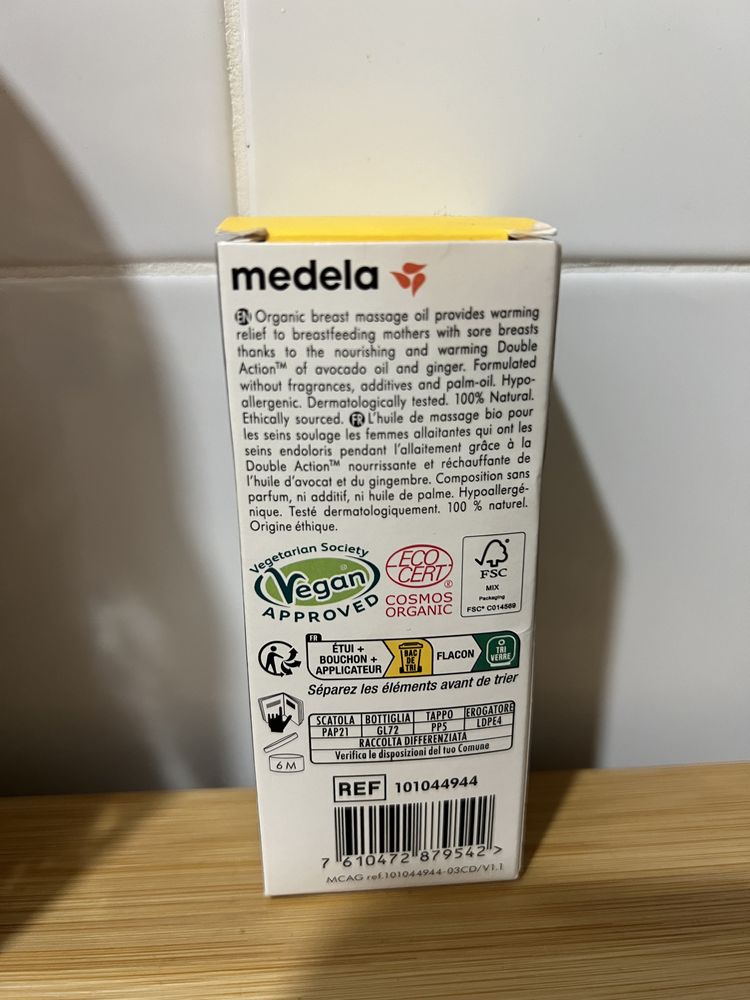 medela
EN Organic breast massage oil provides warming
relief to breastfeeding mothers with sore breasts
thanks to the nourishing and warming Double
Action™ of avocado oil and ginger. Formulated
without fragrances, additives and palm-oil. Hypo-
allergenic. Dermatologically tested. 100% Natural.
Ethically sourced. FR L'huile de massage bio pour
les seins soulage les femmes allaitantes qui ont les
seins endoloris pendant l'allaitement grâce à la
Double Action™ nourrissante et réchauffante de
l'huile d'avocat et du gingembre. Composition sans
parfum, ni additif, ni huile de palme. Hypoallergé-
nique. Testé dermatologiquement. 100 % naturel.
Origine éthique.
Vegetarian Society
Vegan®
APPROVED
ECO
CERT®
COSMOS
ORGANIC
FSC
MIX
Packaging
FSC® C014569
FR
ÉTUI +
BOUCHON +
APPLICATEUR
BAC
DE
TRI
FLACON
TRI
VERRE
Séparez les éléments avant de trier
SCATOLA BOTTIGLIA TAPPO EROGATORE
PAP21 GL72 PP5 LDPE4
RACCOLTA DIFFERENZIATA
Verifica le disposizioni del tuo Comune
6 M
REF 101044944
7 610472 879542 >
MCAG ref.101044944-03CD/V1.1